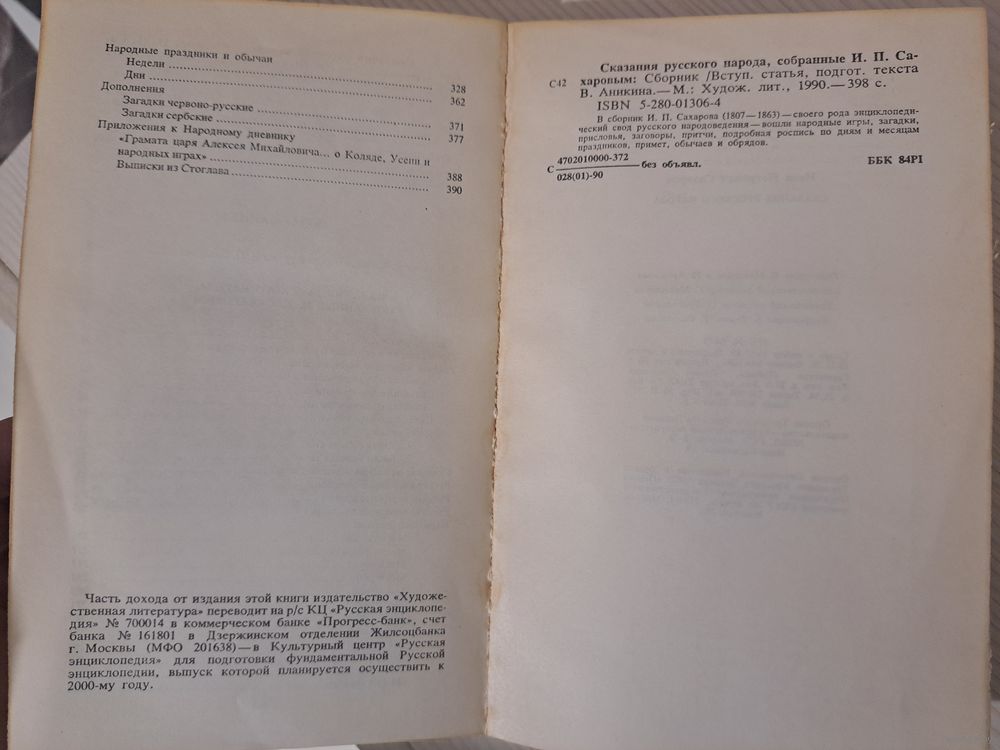 Народные праздники и обычаи
Недели 328
Дни 362
Дополнения
Загадки червоно-русские 371
Загадки сербские 377
Приложения к Народному дневнику
«Грамата царя Алексея Михайловича... о Коляде, Усени и
народных играх» 388
Выписки из Стоглава 390
Часть дохода от издания этой книги издательство «Художе-
ственная литература» переводит на р/с КЦ «Русская энциклопе-
дия» № 700014 в коммерческом банке «Прогресс-банк», счет
банка № 161801 в Дзержинском отделении Жилсоцбанка
г. Москвы (МФО 201638)—в Культурный центр «Русская
энциклопедия» для подготовки фундаментальной Русской
энциклопедии, выпуск которой планируется осуществить к
2000-му году.
Сказания русского народа, собранные И. П. Са-
С42 харовым: Сборник /Вступ. статья, подгот. текста
В. Аникина.—М.: Худож. лит., 1990.—398 с.
ISBN 5-280-01306-4
В сборник И. П. Сахарова (1807—1863)—своего рода энциклопеди-
ческий свод русского народоведения—вошли народные игры, загадки,
присловья, заговоры, притчи, подробная роспись по дням и месяцам
праздников, примет, обычаев и обрядов.
С 4702010000-372 без объявл. ББК 84Р1
028(01)-90